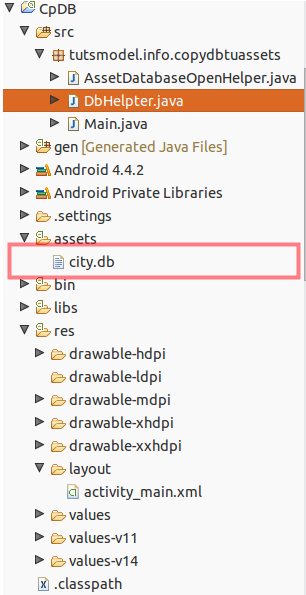 CpDB
src
tutsmodel.info.copydbtuassets
AssetDatabaseOpenHelper.java
DbHelpter.java
Main.java
gen [Generated Java Files]
Android 4.4.2
Android Private Libraries
.settings
assets
city.db
bin
libs
res
drawable-hdpi
drawable-ldpi
drawable-mdpi
drawable-xhdpi
drawable-xxhdpi
layout
activity_main.xml
values
values-v11
values-v14
.classpath